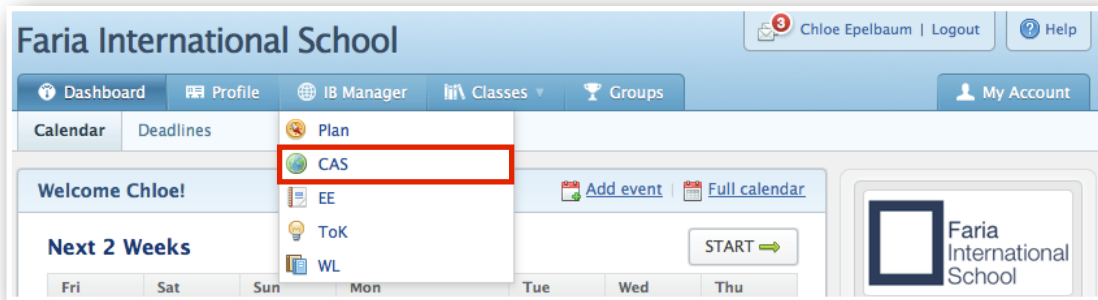 Faria International School
3 Chloe Epelbaum | Logout
Help
Dashboard Profile IB Manager Classes Groups My Account
Calendar Deadlines
Plan
CAS
EE
ToK
WL
Welcome Chloe!
Add event | Full calendar
Next 2 Weeks
START
Fri Sat Sun Mon Tue Wed Thu
Faria
International
School